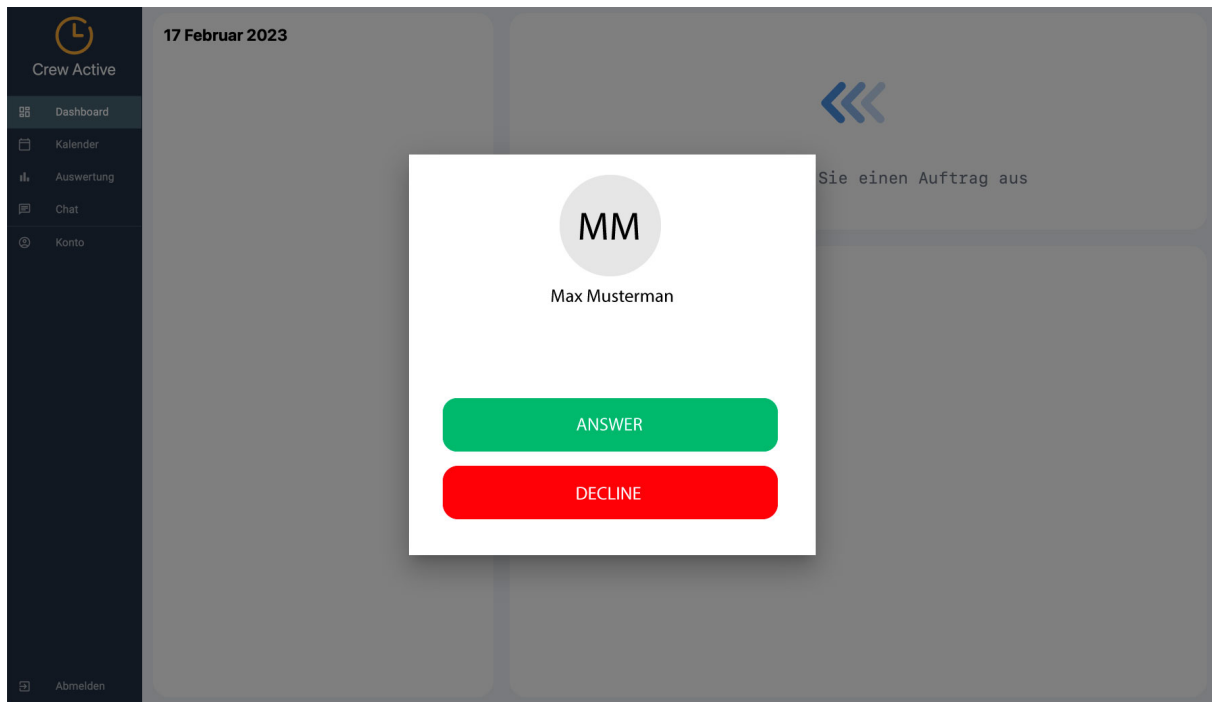 Crew Active
Dashboard
Kalender
Auswertung
Chat
Konto
Abmelden
17 Februar 2023
Sie einen Auftrag aus
MM
Max Musterman
ANSWER
DECLINE